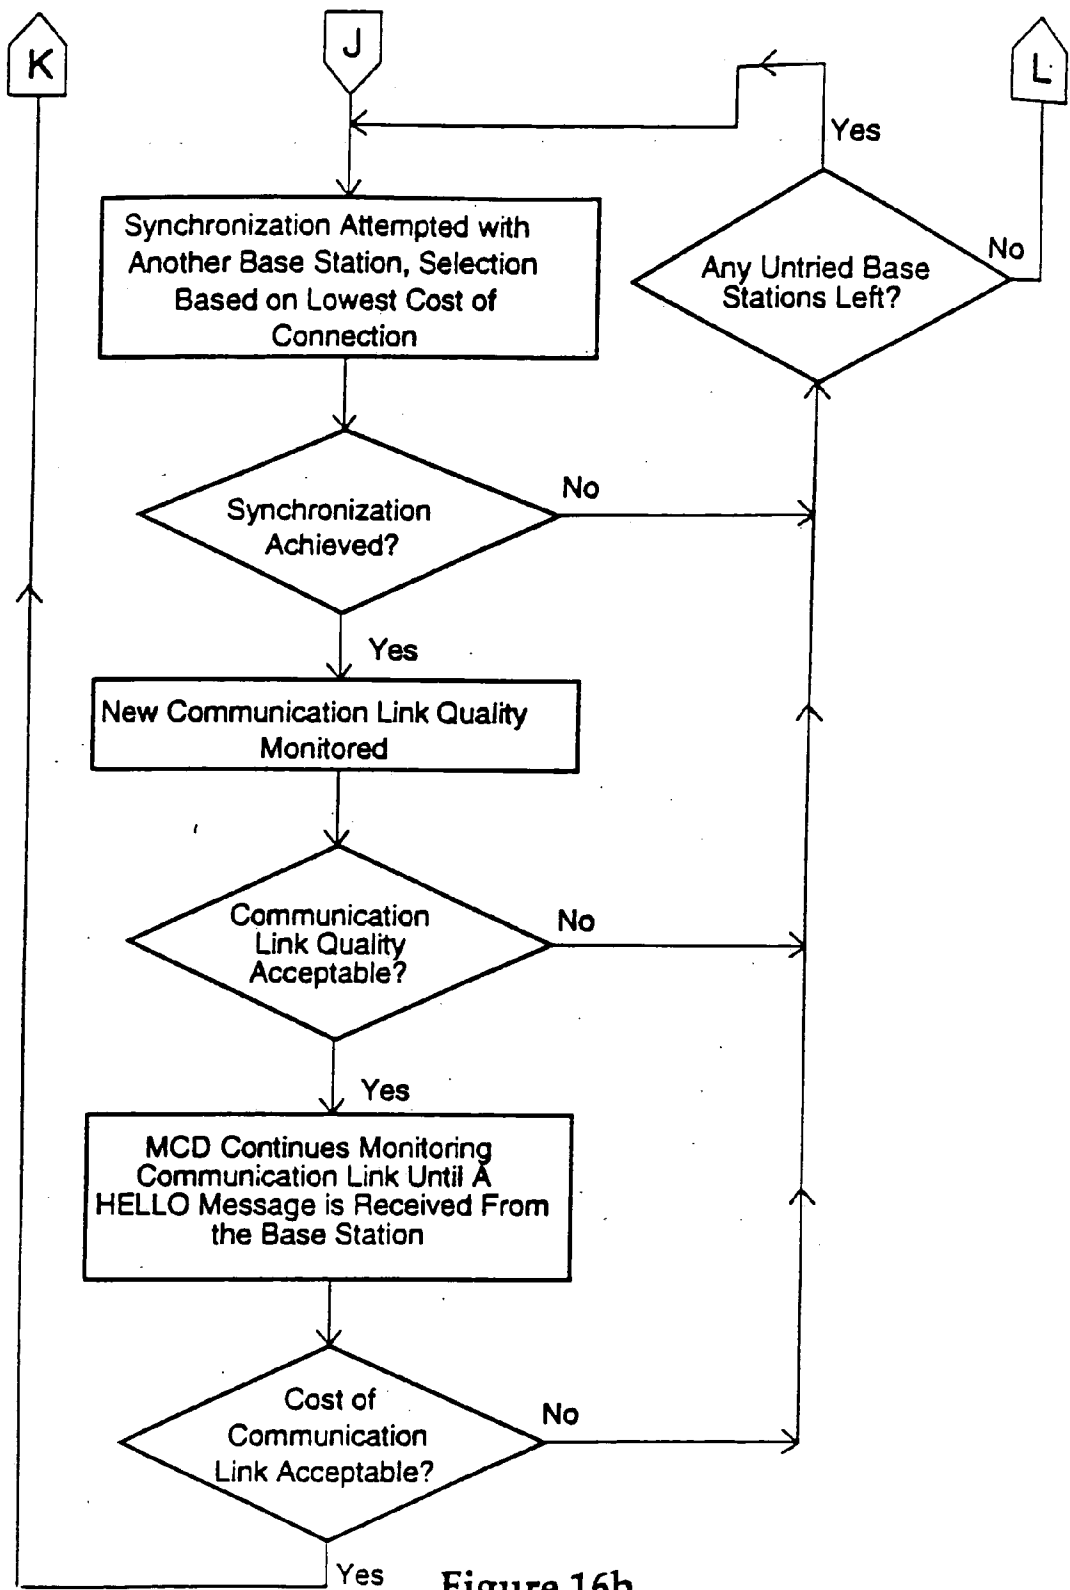 K
J
L
Yes
Synchronization Attempted with
Another Base Station, Selection
Based on Lowest Cost of
Connection
Any Untried Base
Stations Left?
No
Synchronization
Achieved?
No
Yes
New Communication Link Quality
Monitored
Communication
Link Quality
Acceptable?
No
Yes
MCD Continues Monitoring
Communication Link Until A
HELLO Message is Received From
the Base Station
Cost of
Communication
Link Acceptable?
No
Yes
Figure 16b